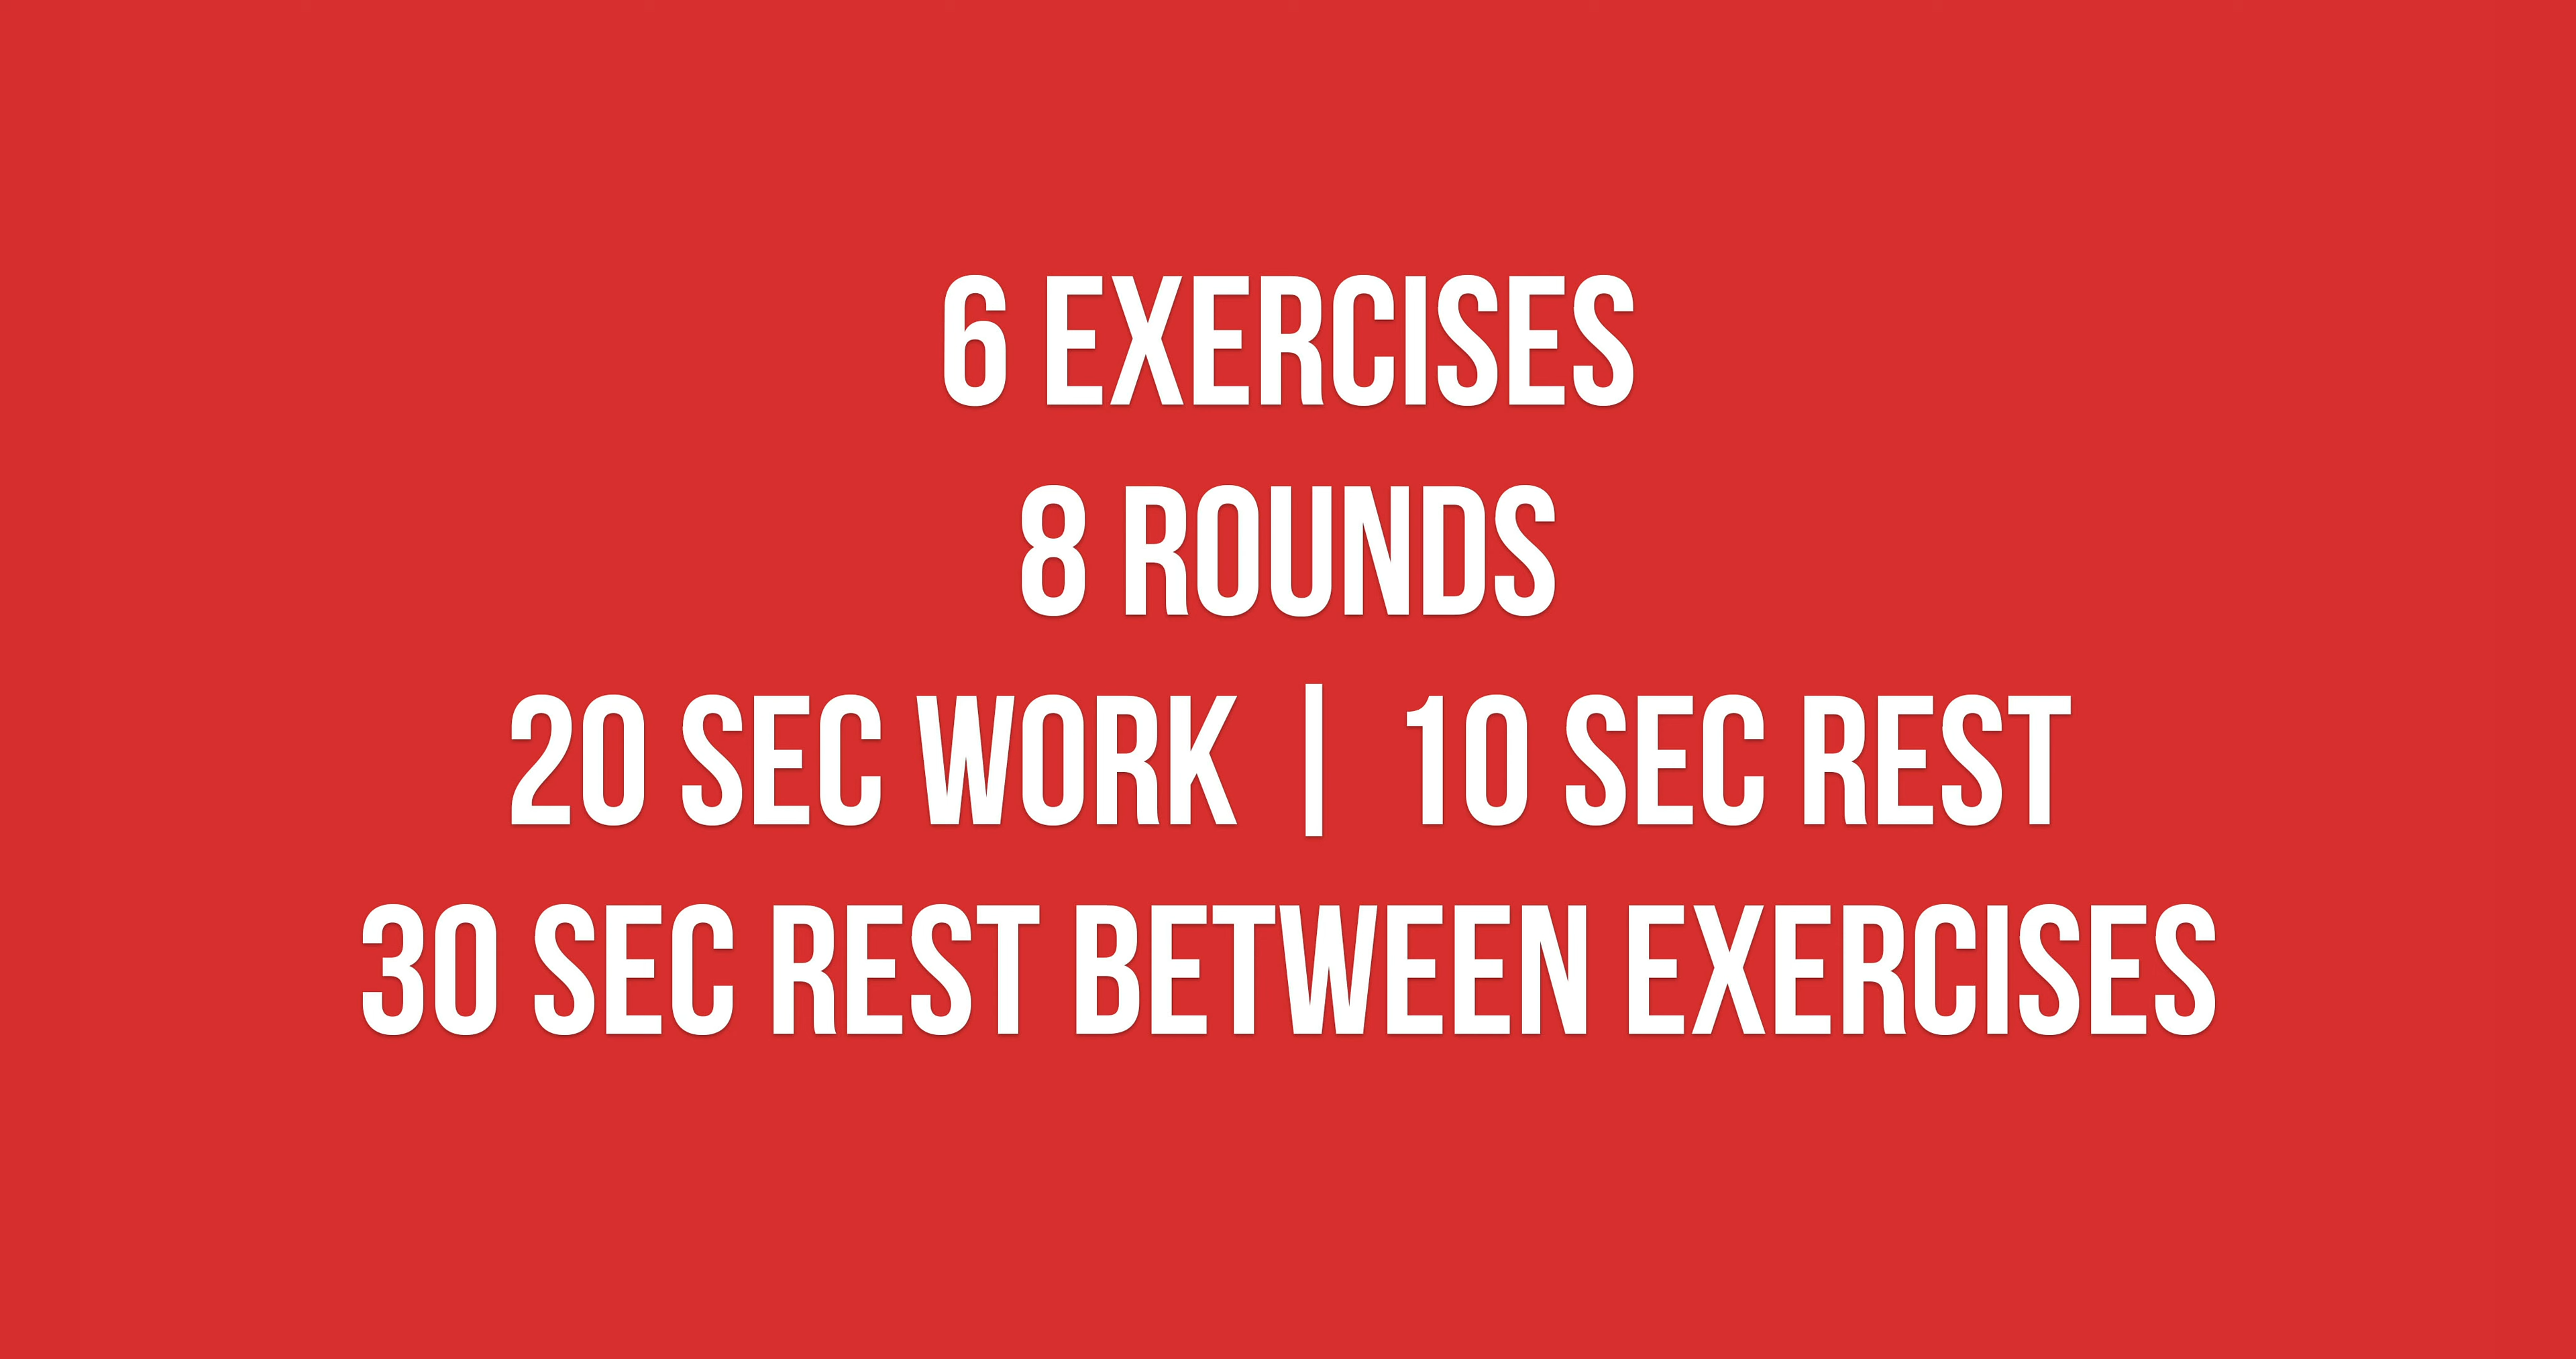 6 EXERCISES
8 ROUNDS
20 SEC WORK | 10 SEC REST
30 SEC REST BETWEEN EXERCISES